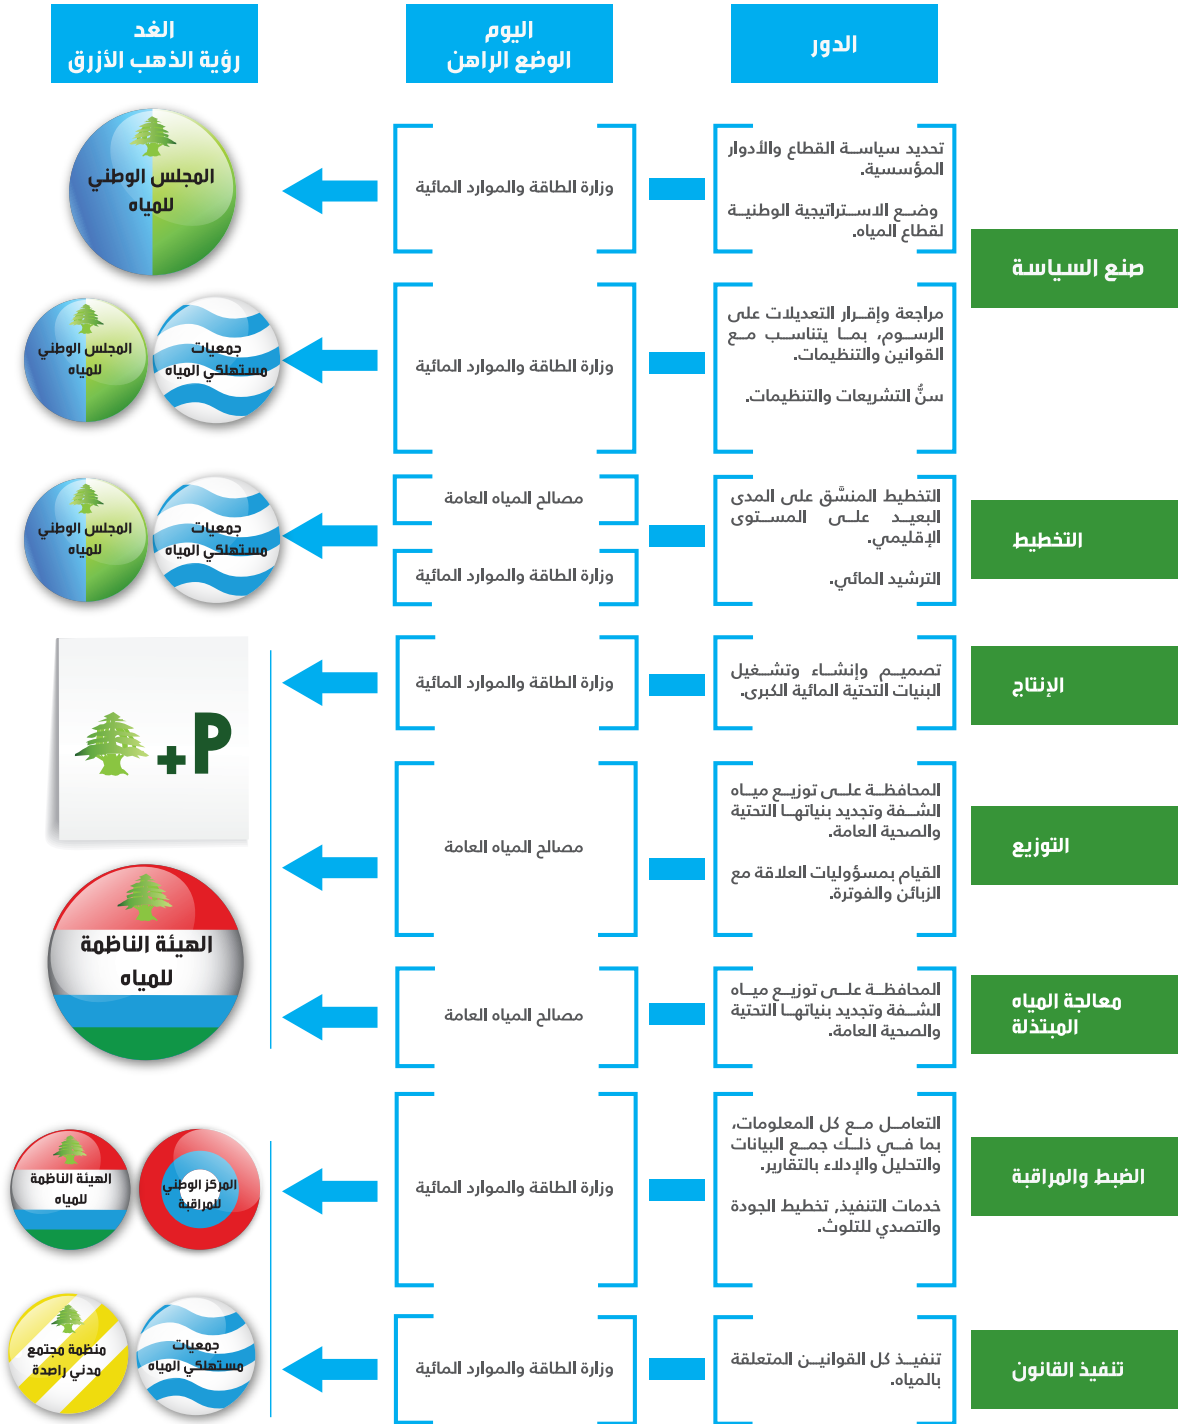 الدور
اليوم
الوضع الراهن
الغد
رؤية الذهب الأزرق
صنع السياسة
تحديد سياسة القطاع والأدوار
المؤسسية.
وضع الاستراتيجية الوطنية
لقطاع المياه.
وزارة الطاقة والموارد المائية
المجلس الوطني
للمياه
مراجعة وإقرار التعديلات على
الرسوم، بما يتناسب مع
القوانين والتنظيمات.
سنُّ التشريعات والتنظيمات.
وزارة الطاقة والموارد المائية
جمعيات
مستهلكي المياه
المجلس الوطني
للمياه
التخطيط
التخطيط المنسَّق على المدى
البعيد على المستوى
الإقليمي.
الترشيد المائي.
مصالح المياه العامة
وزارة الطاقة والموارد المائية
جمعيات
مستهلكي المياه
المجلس الوطني
للمياه
الإنتاج
تصميم وإنشاء وتشغيل
البنيات التحتية المائية الكبرى.
وزارة الطاقة والموارد المائية
+P
التوزيع
المحافظة على توزيع مياه
الشفة وتجديد بنياتها التحتية
والصحية العامة.
القيام بمسؤوليات العلاقة مع
الزبائن والفوترة.
مصالح المياه العامة
الهيئة الناظمة
للمياه
معالجة المياه
المبتذلة
المحافظة على توزيع مياه
الشفة وتجديد بنياتها التحتية
والصحية العامة.
مصالح المياه العامة
الضبط والمراقبة
التعامل مع كل المعلومات،
بما في ذلك جمع البيانات
والتحليل والإدلاء بالتقارير.
خدمات التنفيذ, تخطيط الجودة
والتصدي للتلوث.
وزارة الطاقة والموارد المائية
المركز الوطني
للمراقبة
الهيئة الناظمة
للمياه
تنفيذ القانون
تنفيذ كل القوانين المتعلقة
بالمياه.
وزارة الطاقة والموارد المائية
جمعيات
مستهلكي المياه
منظمة مجتمع
مدني راصدة